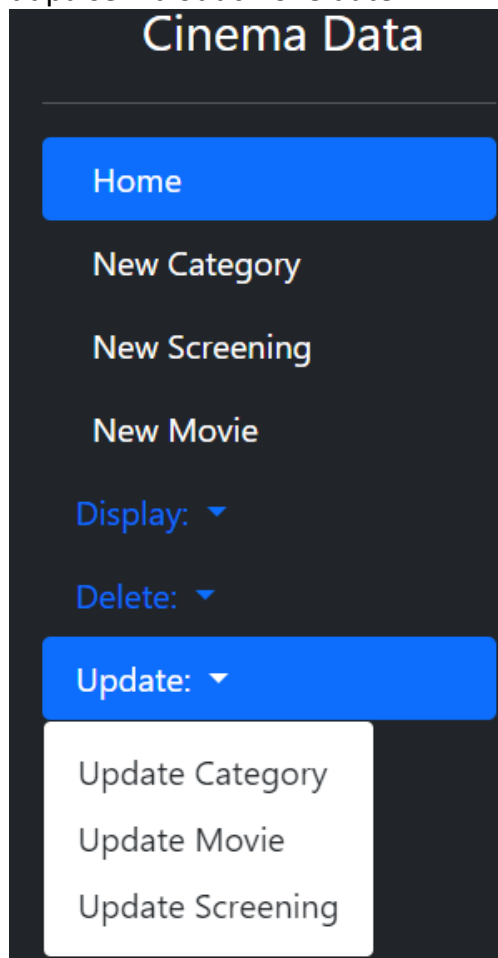 Cinema Data
Home
New Category
New Screening
New Movie
Display:
Delete:
Update:
Update Category
Update Movie
Update Screening